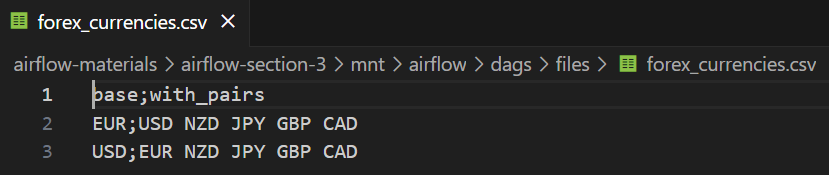 forex_currencies.csv
airflow-materials > airflow-section-3 > mnt > airflow > dags > files > forex_currencies.csv
1 base;with_pairs
2 EUR;USD NZD JPY GBP CAD
3 USD;EUR NZD JPY GBP CAD